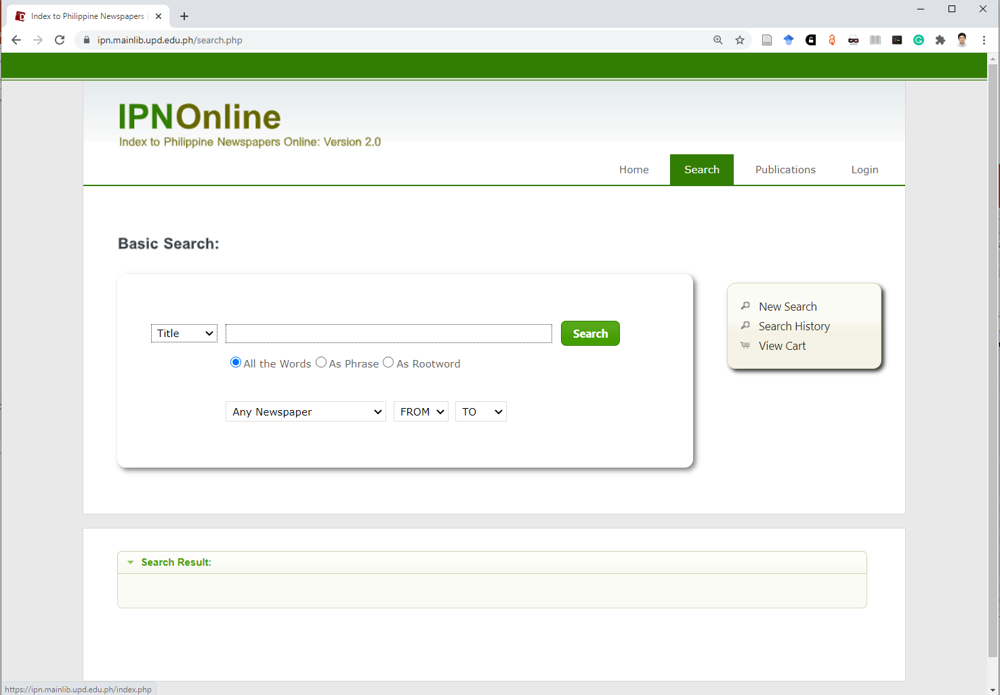 Index to Philippine Newspapers (
ipn.mainlib.upd.edu.ph/search.php
IPNOnline
Index to Philippine Newspapers Online: Version 2.0
Home Search Publications Login
Basic Search:
Title Search
All the Words As Phrase As Rootword
Any Newspaper FROM TO
New Search
Search History
View Cart
Search Result:
https://ipn.mainlib.upd.edu.ph/index.php